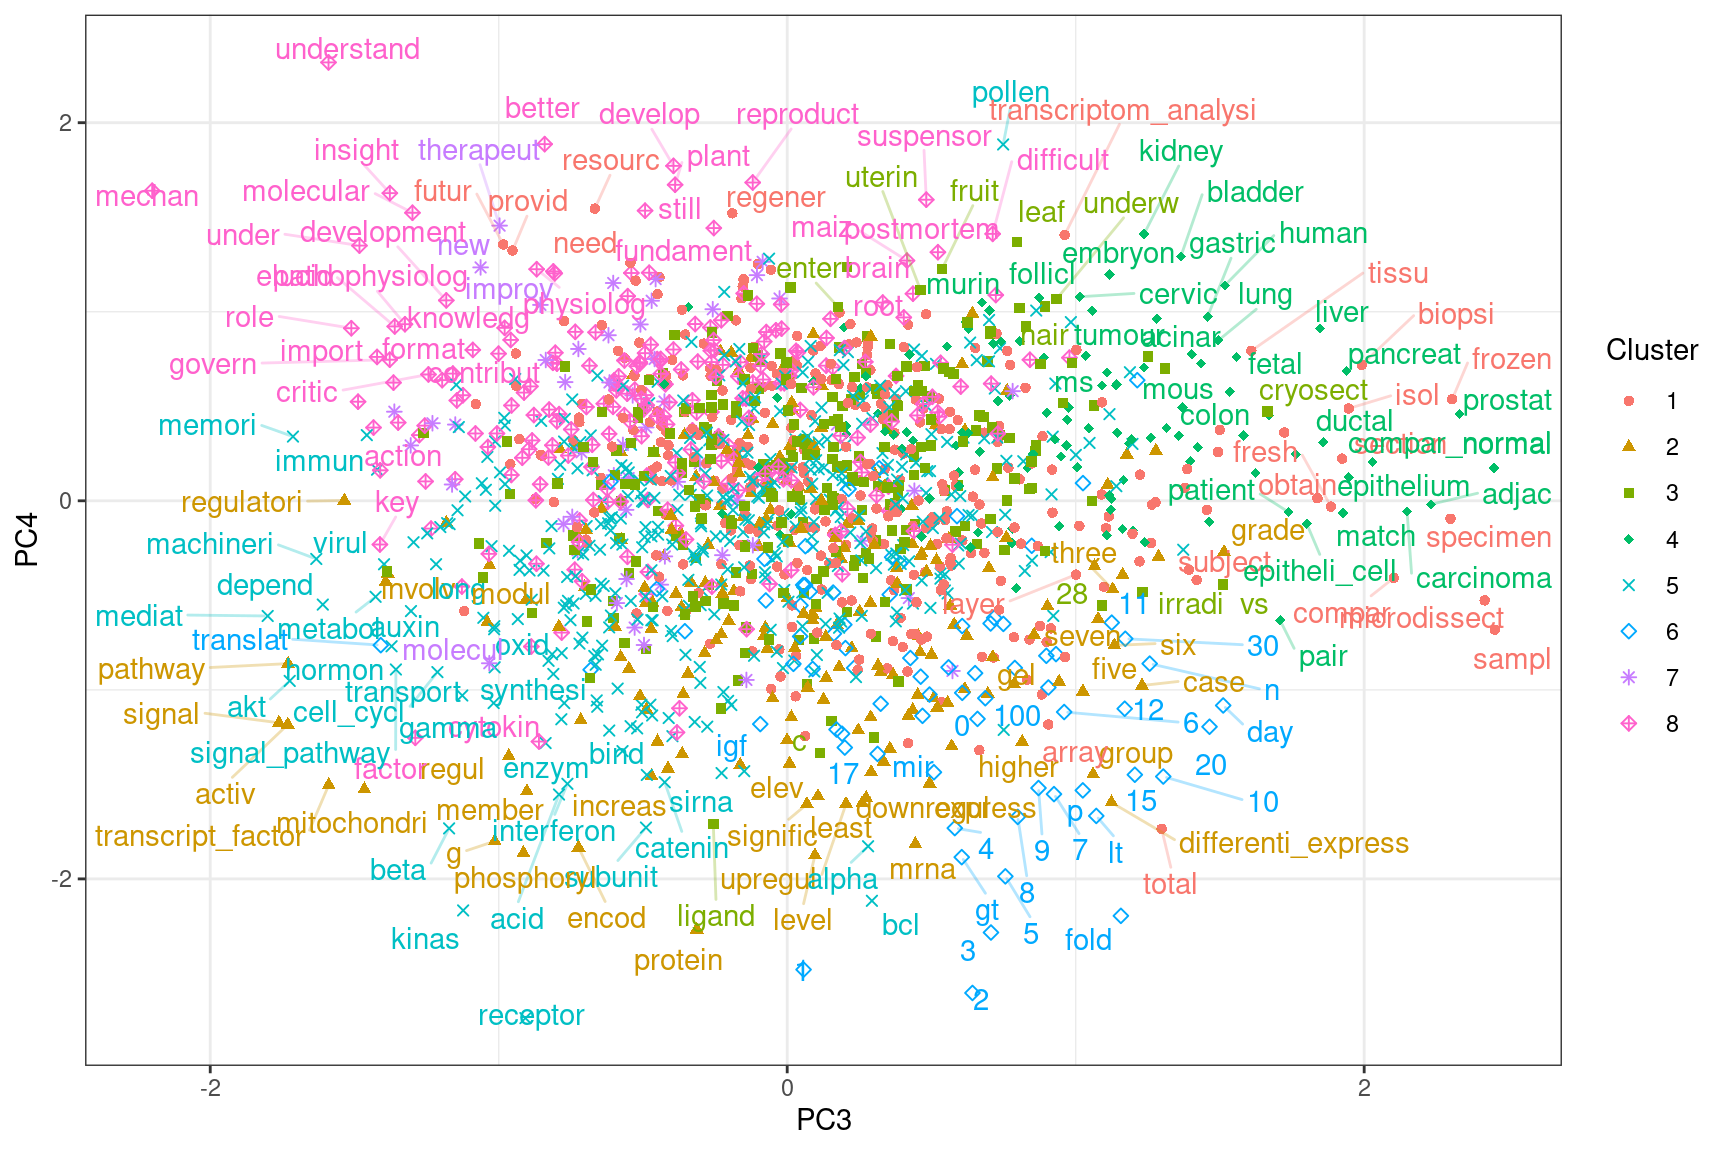 understand
pollen
better
develop
reproduct
transcriptom_analysi
insight
therapeut
resourc
plant
suspensor
difficult
kidney
mechan
molecular
futur
provid
still
regener
uterin
fruit
leaf
underw
bladder
under
development
new
need
fundament
maiz
postmortem
embryon
gastric
human
pathophysiolog
improv
physiolog
enter
brain
murin
follicl
cervic
lung
tissu
role
knowledg
root
hair
tumour
acinar
liver
biopsi
govern
import
format
contribut
ms
mous
fetal
pancreat
frozen
critic
cryosect
isol
prostat
memori
colon
ductal
immun
action
fresh
section
compar_normal
regulatori
key
patient
obtain
epithelium
adjac
machineri
virul
three
grade
match
specimen
depend
involv
long
modul
layer
28
subject
epitheli_cell
carcinoma
mediat
metabol
auxin
11
irradi
vs
compar
microdissect
translat
molecul
oxid
seven
six
30
pair
sampl
pathway
hormon
transport
synthesi
gel
five
case
n
signal
akt
cell_cycl
gamma
cytokin
igf
c
0
100
12
6
day
signal_pathway
factor
regul
enzym
bind
17
mir
higher
array
group
20
activ
mitochondri
member
increas
sirna
elev
downregul
express
p
15
10
transcript_factor
interferon
signific
least
4
9
7
lt
differenti_express
beta
g
phosphoryl
subunit
catenin
upregul
alpha
mrna
8
total
kinas
acid
encod
ligand
level
bcl
gt
3
5
fold
protein
1
2
receptor
PC4
2
0
-2
-2
0
2
PC3
Cluster
1
2
3
4
5
6
7
8